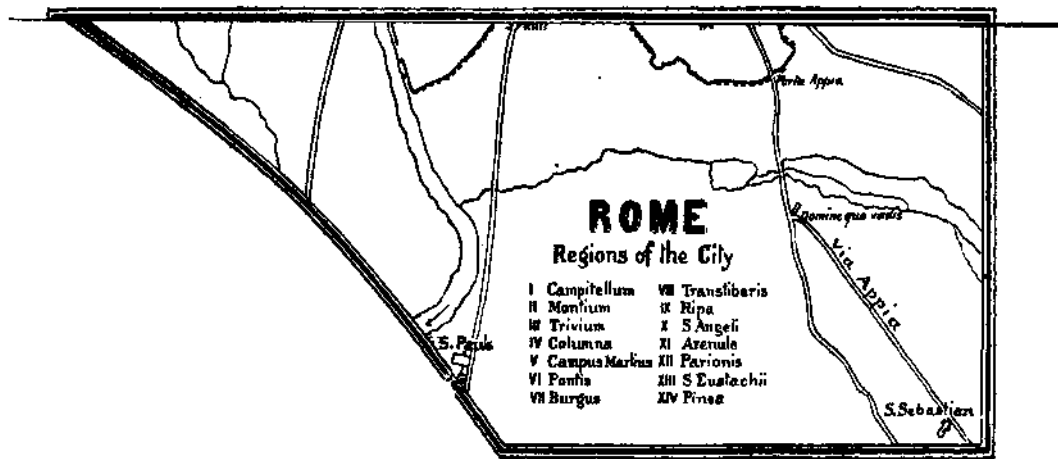 Porta Appia
ROME
Domine quo vadis
Regions of the City
Via Appia
I Campitellum VIII Transtiberis
II Montium IX Ripa
III Trivium X S Angeli
IV Columna XI Arenule
V Campus Martius XII Parionis
VI Pontis XIII S Eustachii
VII Burgus XIV Pinea
S. Pauls
S. Sebastian